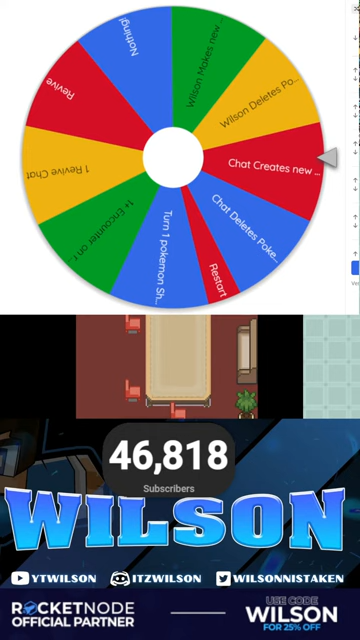 Nothing!
Wilson Makes new ...
Wilson Deletes Po...
Chat Creates new ...
Chat Deletes Poke...
Restart
Turn 1 pokemon Sh...
1+ Encounter on r...
1 Revive Chat
Revive
46,818
Subscribers
WILSON
YTWILSON
ITZWILSON
WILSONNISTAKEN
ROCKETNODE
OFFICIAL PARTNER
USE CODE
WILSON
FOR 25% OFF